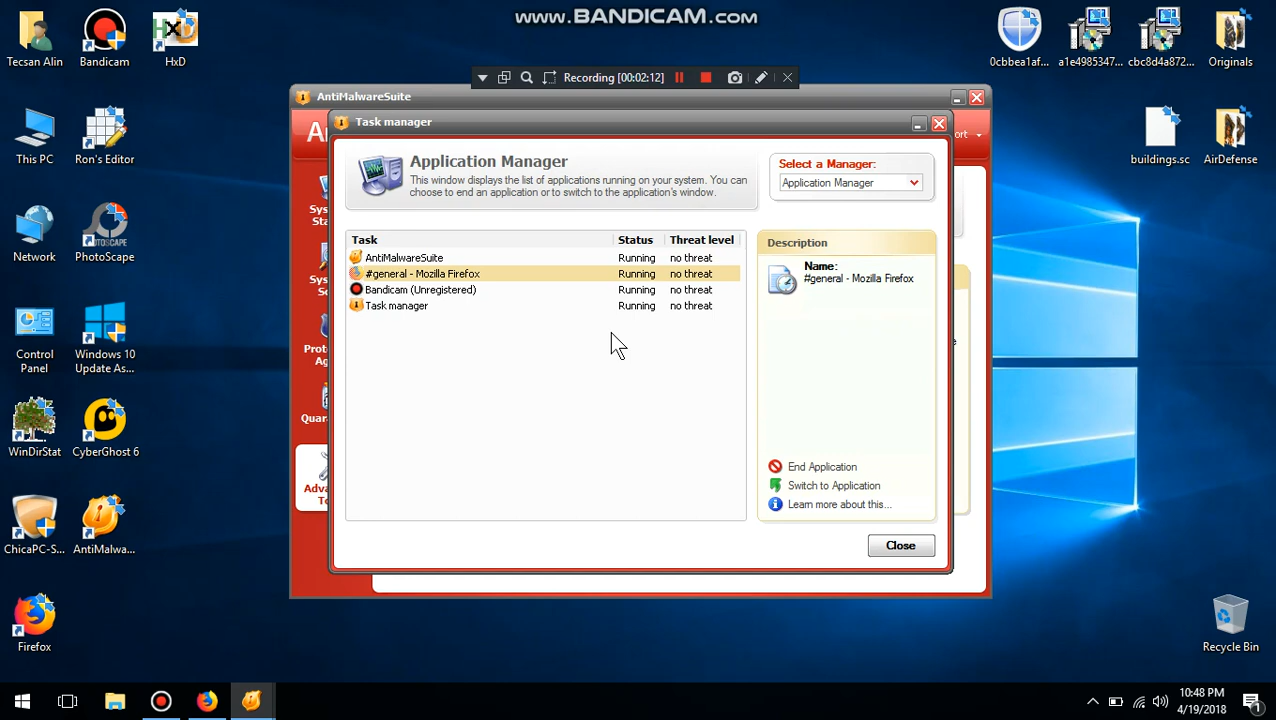 www.BANDICAM.com
Recording [00:02:12]
Tecsan Alin
Bandicam
HxD
0cbbea1af...
a1e4985347...
cbc8d4a872...
Originals
This PC
Ron's Editor
buildings.sc
AirDefense
Network
PhotoScape
Control Panel
Windows 10 Update As...
WinDirStat
CyberGhost 6
ChicaPC-S...
AntiMalwa...
Firefox
Recycle Bin
AntiMalwareSuite
Task manager
Application Manager
This window displays the list of applications running on your system. You can
choose to end an application or to switch to the application's window.
Select a Manager:
Application Manager
Task Status Threat level
AntiMalwareSuite Running no threat
#general - Mozilla Firefox Running no threat
Bandicam (Unregistered) Running no threat
Task manager Running no threat
Description
Name:
#general - Mozilla Firefox
End Application
Switch to Application
Learn more about this...
Close
10:48 PM
4/19/2018
1